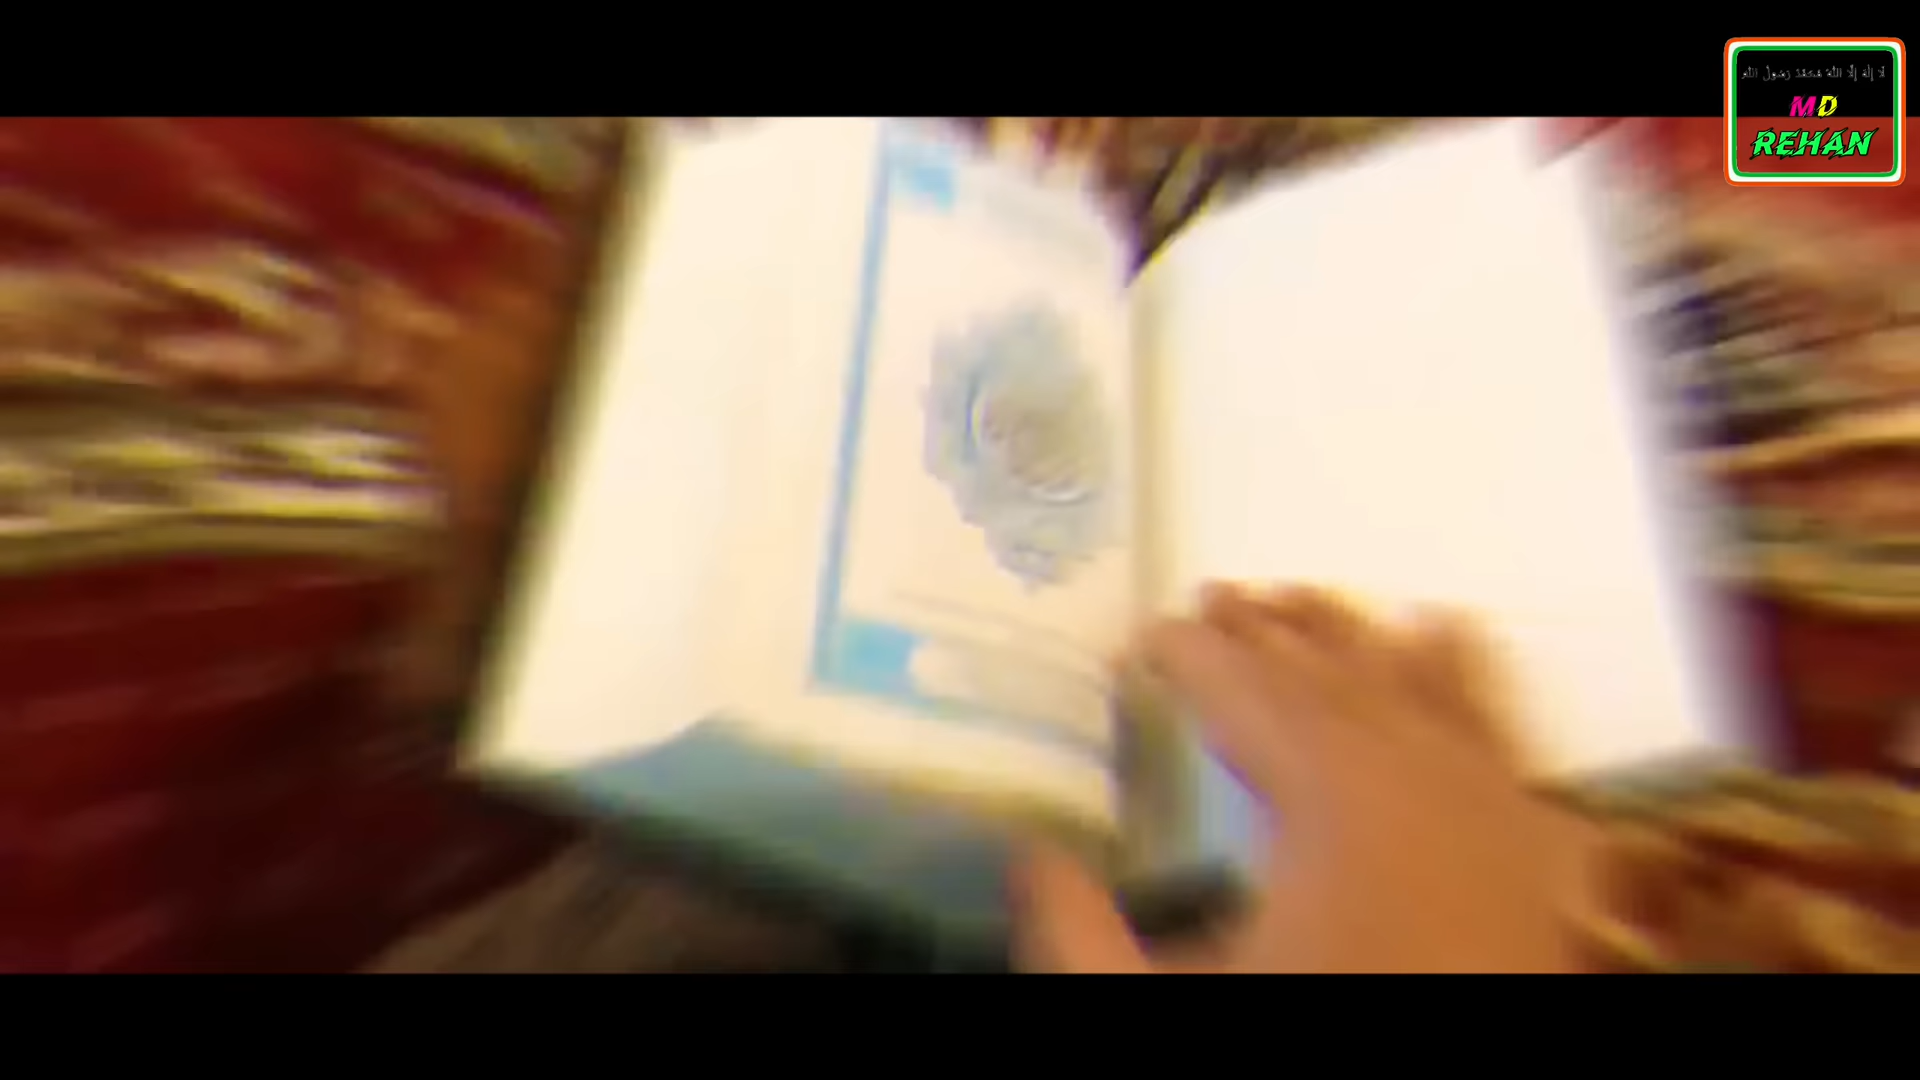 لا إله إلا الله محمد رسول الله
MD
REHAN